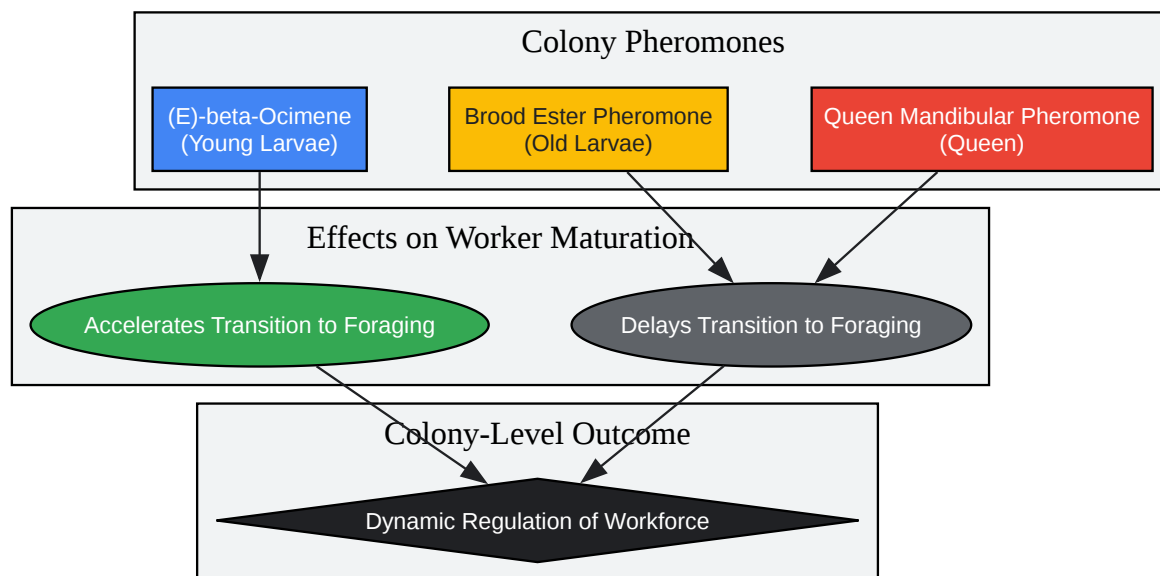 Colony Pheromones
(E)-beta-Ocimene
(Young Larvae)
Brood Ester Pheromone
(Old Larvae)
Queen Mandibular Pheromone
(Queen)
Effects on Worker Maturation
Accelerates Transition to Foraging
Delays Transition to Foraging
Colony-Level Outcome
Dynamic Regulation of Workforce